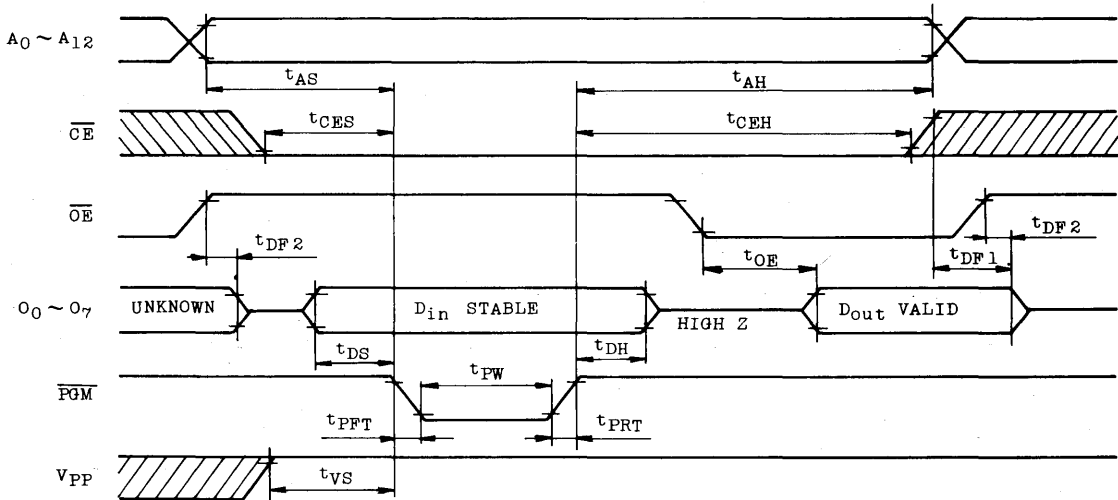 A0 ~ A12
tAS
tAH
CE
tCES
tCEH
OE
tDF2
tOE
tDF2
tDF1
O0 ~ O7
UNKNOWN
Din STABLE
HIGH Z
Dout VALID
tDS
tDH
PGM
tPW
tPFT
tPRT
VPP
tVS